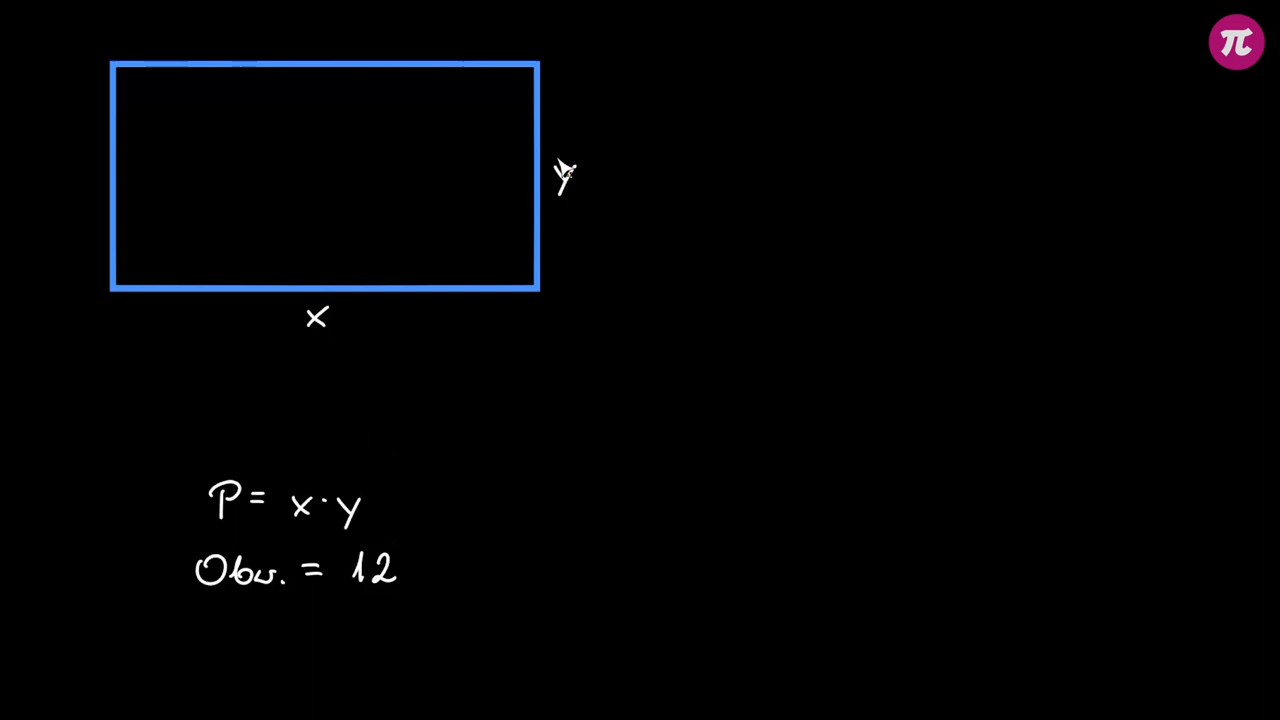 π
y
x
P = x · y
Obw. = 12